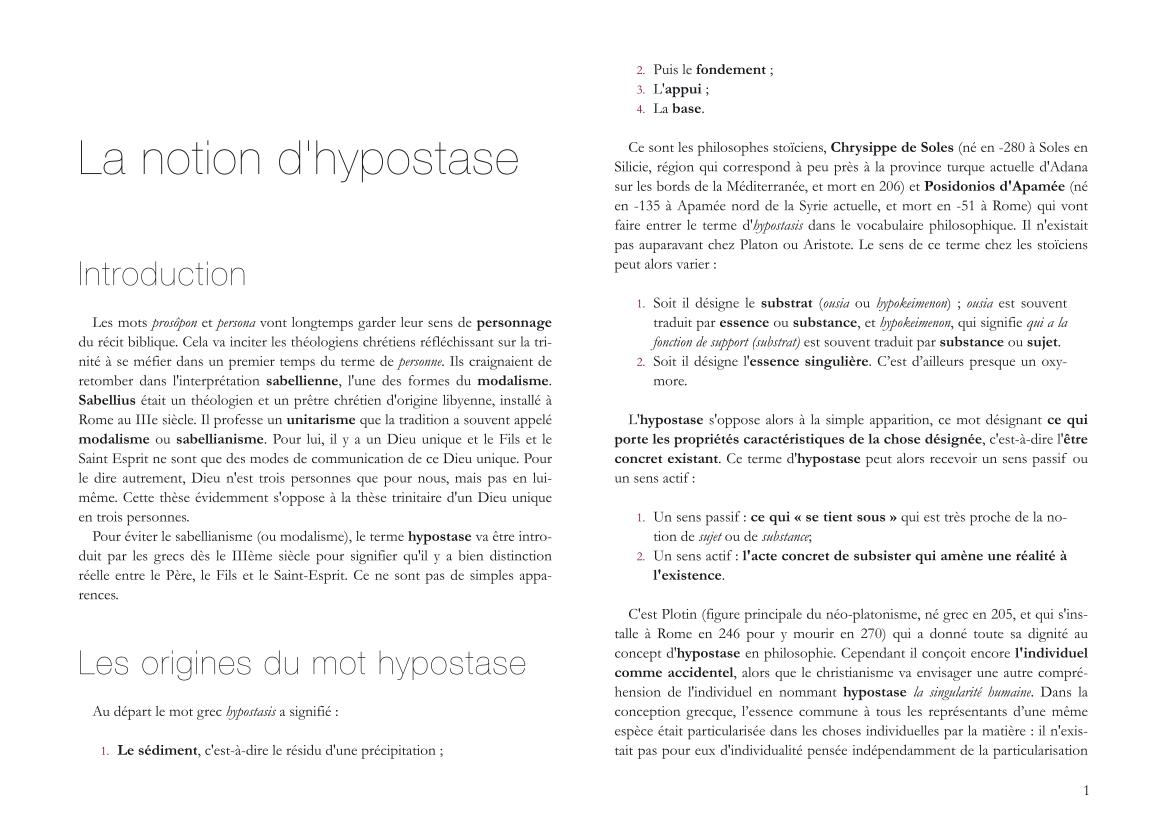 La notion d'hypostase
Introduction
Les mots prosôpon et persona vont longtemps garder leur sens de personnage
du récit biblique. Cela va inciter les théologiens chrétiens réfléchissant sur la tri-
nité à se méfier dans un premier temps du terme de personne. Ils craignaient de
retomber dans l'interprétation sabellienne, l'une des formes du modalisme.
Sabellius était un théologien et un prêtre chrétien d'origine libyenne, installé à
Rome au IIIe siècle. Il professe un unitarisme que la tradition a souvent appelé
modalisme ou sabellianisme. Pour lui, il y a un Dieu unique et le Fils et le
Saint Esprit ne sont que des modes de communication de ce Dieu unique. Pour
le dire autrement, Dieu n'est trois personnes que pour nous, mais pas en lui-
même. Cette thèse évidemment s'oppose à la thèse trinitaire d'un Dieu unique
en trois personnes.
Pour éviter le sabellianisme (ou modalisme), le terme hypostase va être intro-
duit par les grecs dès le IIIème siècle pour signifier qu'il y a bien distinction
réelle entre le Père, le Fils et le Saint-Esprit. Ce ne sont pas de simples appa-
rences.
Les origines du mot hypostase
Au départ le mot grec hypostasis a signifié :
1. Le sédiment, c'est-à-dire le résidu d'une précipitation ;
2. Puis le fondement ;
3. L'appui ;
4. La base.
Ce sont les philosophes stoïciens, Chrysippe de Soles (né en -280 à Soles en
Silicie, région qui correspond à peu près à la province turque actuelle d'Adana
sur les bords de la Méditerranée, et mort en 206) et Posidonios d'Apamée (né
en -135 à Apamée nord de la Syrie actuelle, et mort en -51 à Rome) qui vont
faire entrer le terme d'hypostasis dans le vocabulaire philosophique. Il n'existait
pas auparavant chez Platon ou Aristote. Le sens de ce terme chez les stoïciens
peut alors varier :
1. Soit il désigne le substrat (ousia ou hypokeimenon) ; ousia est souvent
traduit par essence ou substance, et hypokeimenon, qui signifie qui a la
fonction de support (substrat) est souvent traduit par substance ou sujet.
2. Soit il désigne l'essence singulière. C’est d’ailleurs presque un oxy-
more.
L'hypostase s'oppose alors à la simple apparition, ce mot désignant ce qui
porte les propriétés caractéristiques de la chose désignée, c'est-à-dire l'être
concret existant. Ce terme d'hypostase peut alors recevoir un sens passif ou
un sens actif :
1. Un sens passif : ce qui « se tient sous » qui est très proche de la no-
tion de sujet ou de substance;
2. Un sens actif : l'acte concret de subsister qui amène une réalité à
l'existence.
C'est Plotin (figure principale du néo-platonisme, né grec en 205, et qui s'ins-
talle à Rome en 246 pour y mourir en 270) qui a donné toute sa dignité au
concept d'hypostase en philosophie. Cependant il conçoit encore l'individuel
comme accidentel, alors que le christianisme va envisager une autre compré-
hension de l'individuel en nommant hypostase la singularité humaine. Dans la
conception grecque, l’essence commune à tous les représentants d’une même
espèce était particularisée dans les choses individuelles par la matière : il n'exis-
tait pas pour eux d'individualité pensée indépendamment de la particularisation
1